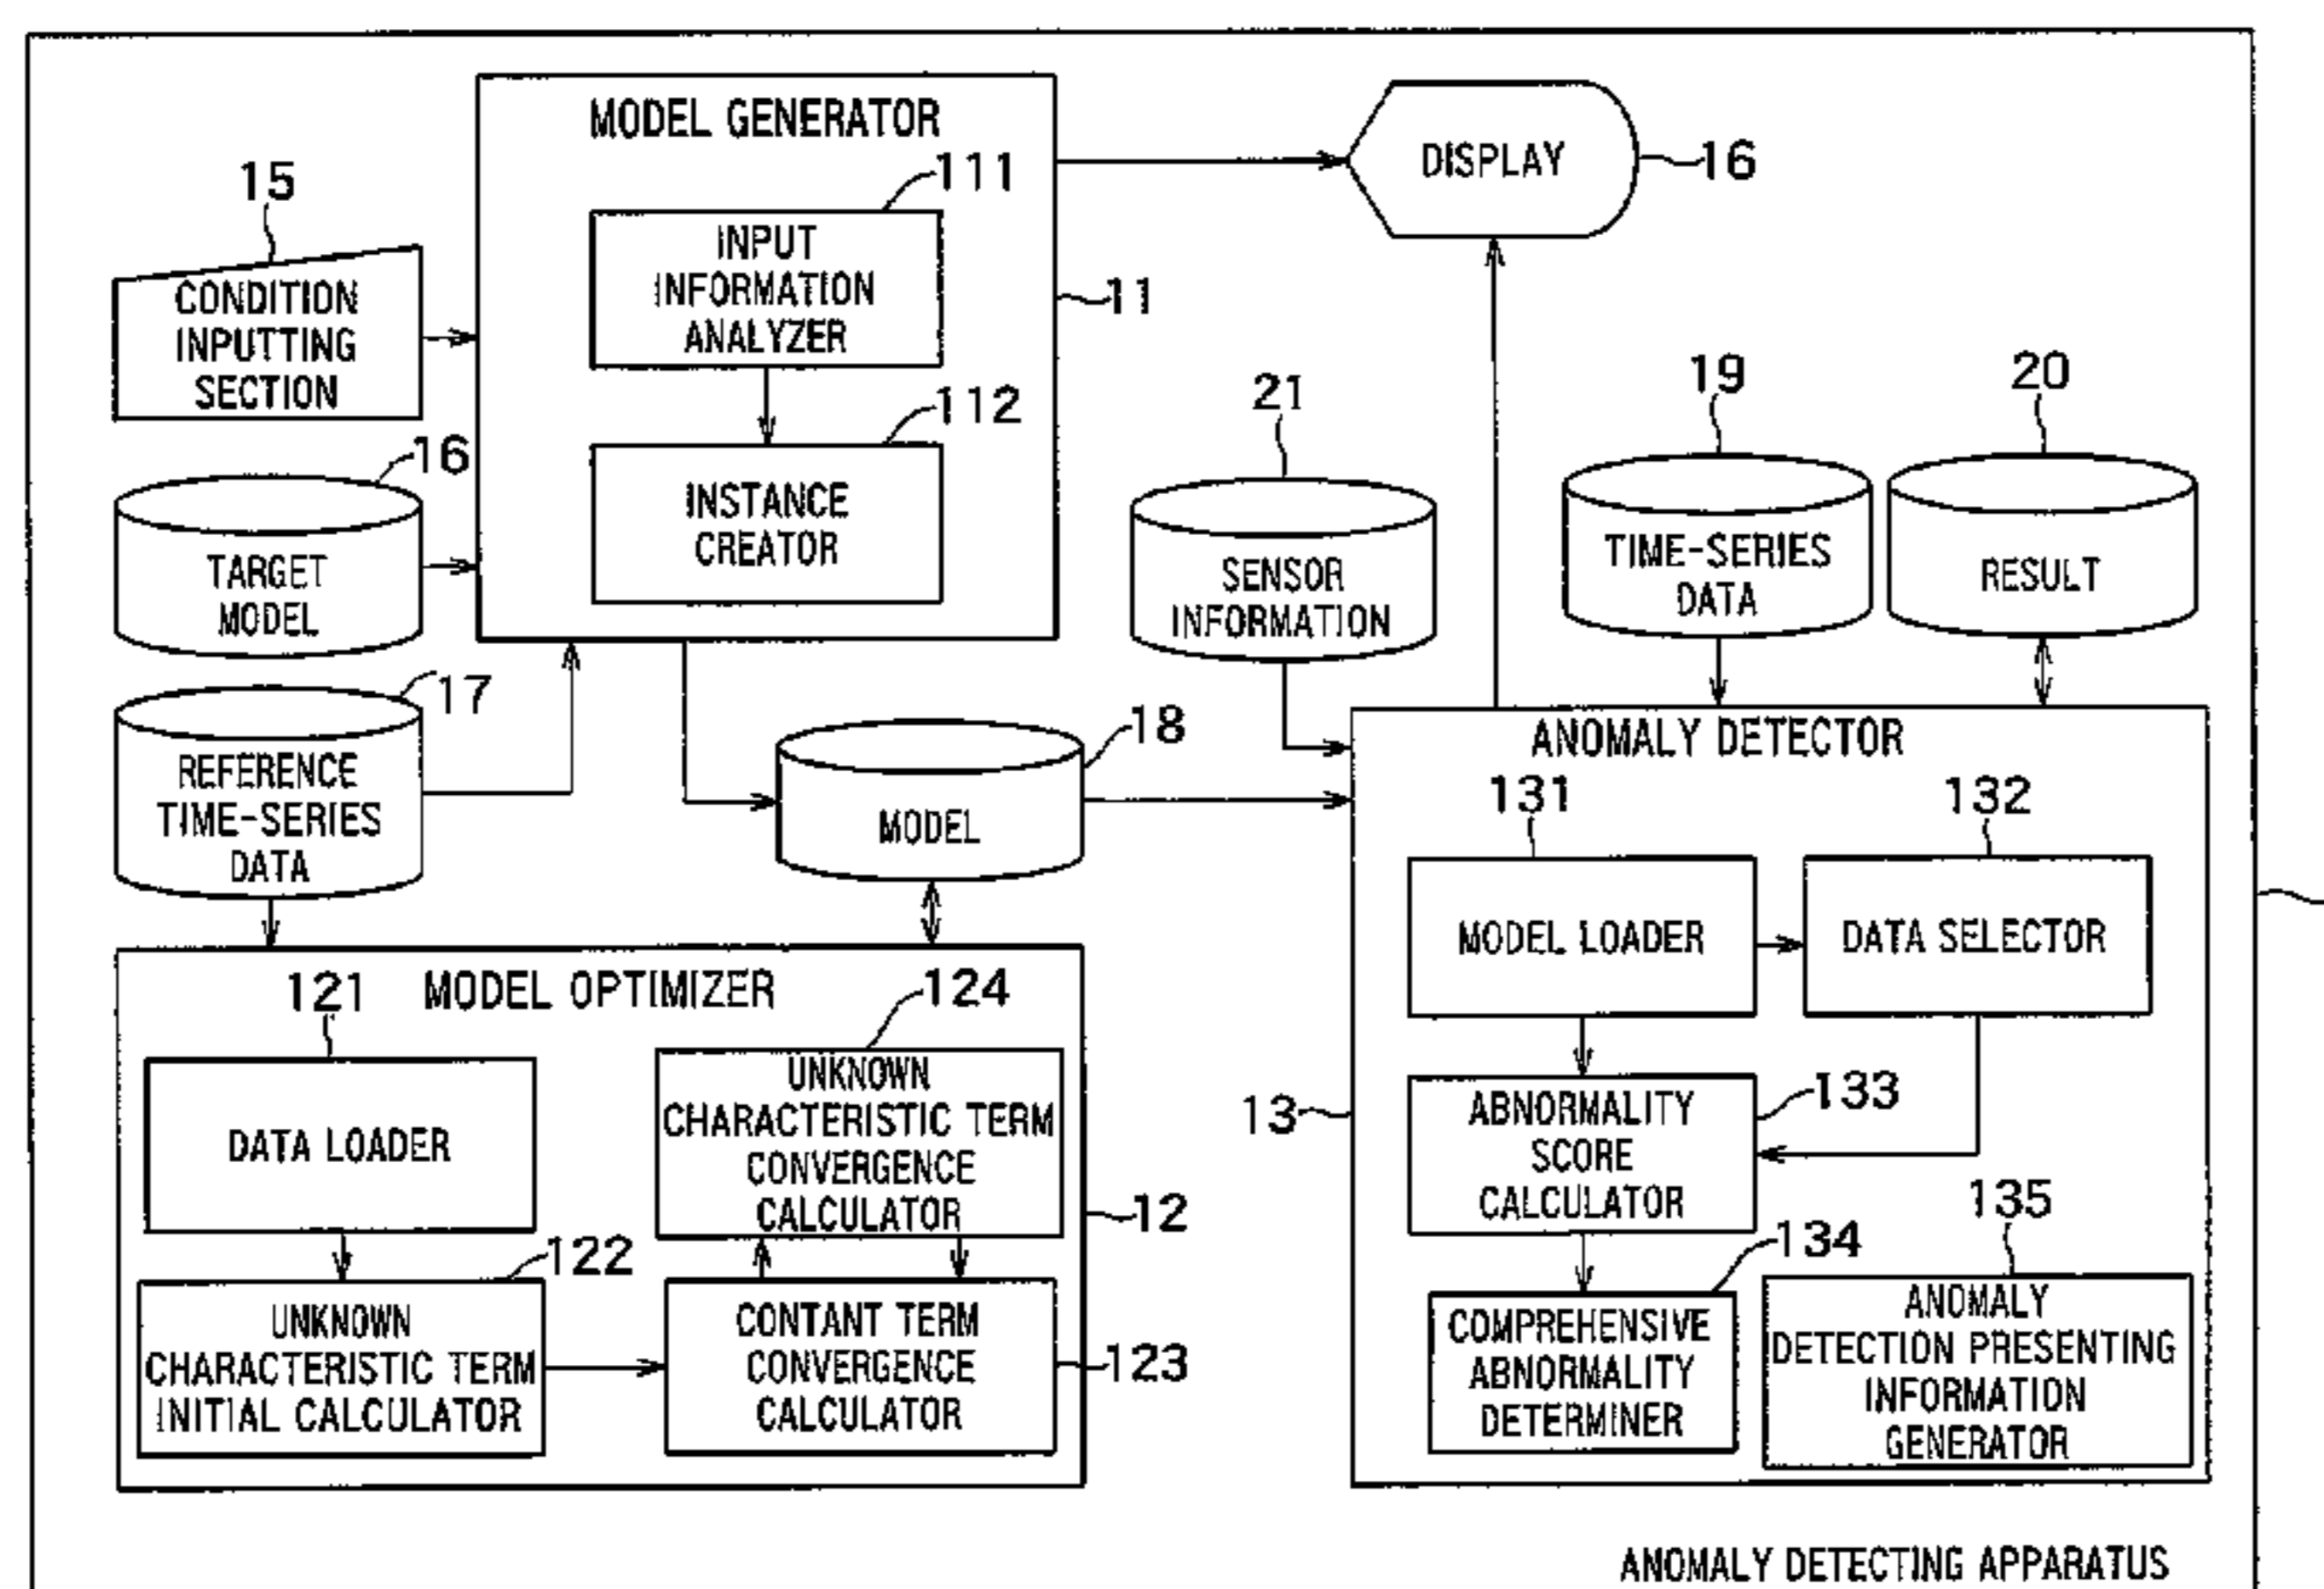 MODEL GENERATOR
111
INPUT
INFORMATION
ANALYZER
112
INSTANCE
CREATOR
11
15
CONDITION
INPUTTING
SECTION
16
TARGET
MODEL
17
REFERENCE
TIME-SERIES
DATA
DISPLAY
16
21
SENSOR
INFORMATION
19
TIME-SERIES
DATA
20
RESULT
18
MODEL
MODEL OPTIMIZER
121
DATA LOADER
122
UNKNOWN
CHARACTERISTIC TERM
INITIAL CALCULATOR
124
UNKNOWN
CHARACTERISTIC TERM
CONVERGENCE
CALCULATOR
12
CONTANT TERM
CONVERGENCE
CALCULATOR
123
ANOMALY DETECTOR
131
MODEL LOADER
132
DATA SELECTOR
13
ABNORMALITY
SCORE
CALCULATOR
133
134
COMPREHENSIVE
ABNORMALITY
DETERMINER
135
ANOMALY
DETECTION PRESENTING
INFORMATION
GENERATOR
ANOMALY DETECTING APPARATUS